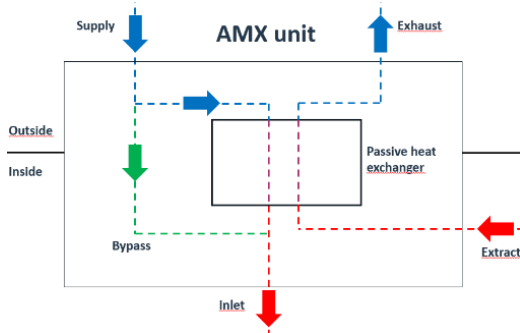 Supply
AMX unit
Exhaust
Outside
Inside
Passive heat
exchanger
Bypass
Extract
Inlet